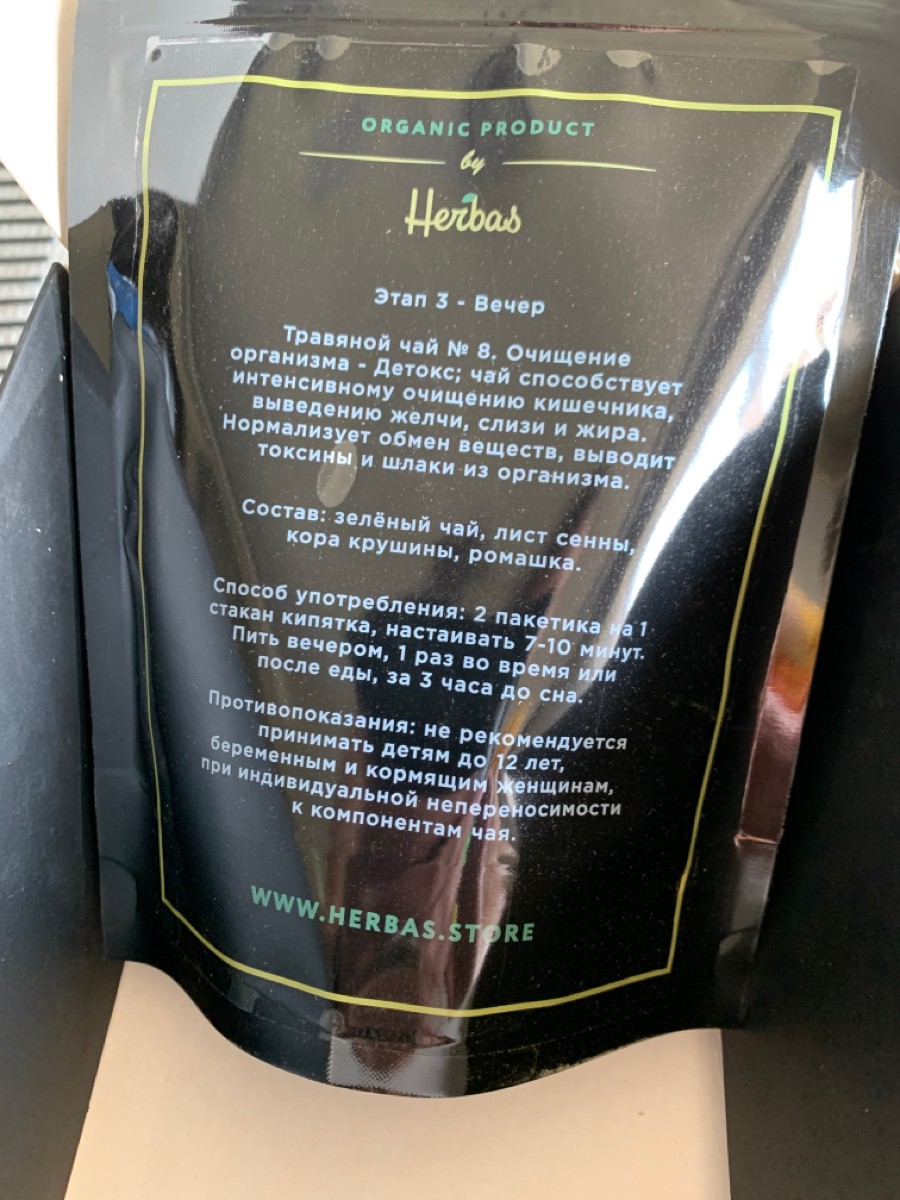 ORGANIC PRODUCT
by
Herbas
Этап 3 - Вечер
Травяной чай № 8. Очищение
организма - Детокс; чай способствует
интенсивному очищению кишечника,
выведению желчи, слизи и жира.
Нормализует обмен веществ, выводит
токсины и шлаки из организма.
Состав: зелёный чай, лист сенны,
кора крушины, ромашка.
Способ употребления: 2 пакетика на 1
стакан кипятка, настаивать 7-10 минут.
Пить вечером, 1 раз во время или
после еды, за 3 часа до сна.
Противопоказания: не рекомендуется
принимать детям до 12 лет,
беременным и кормящим женщинам,
при индивидуальной непереносимости
к компонентам чая.
WWW.HERBAS.STORE